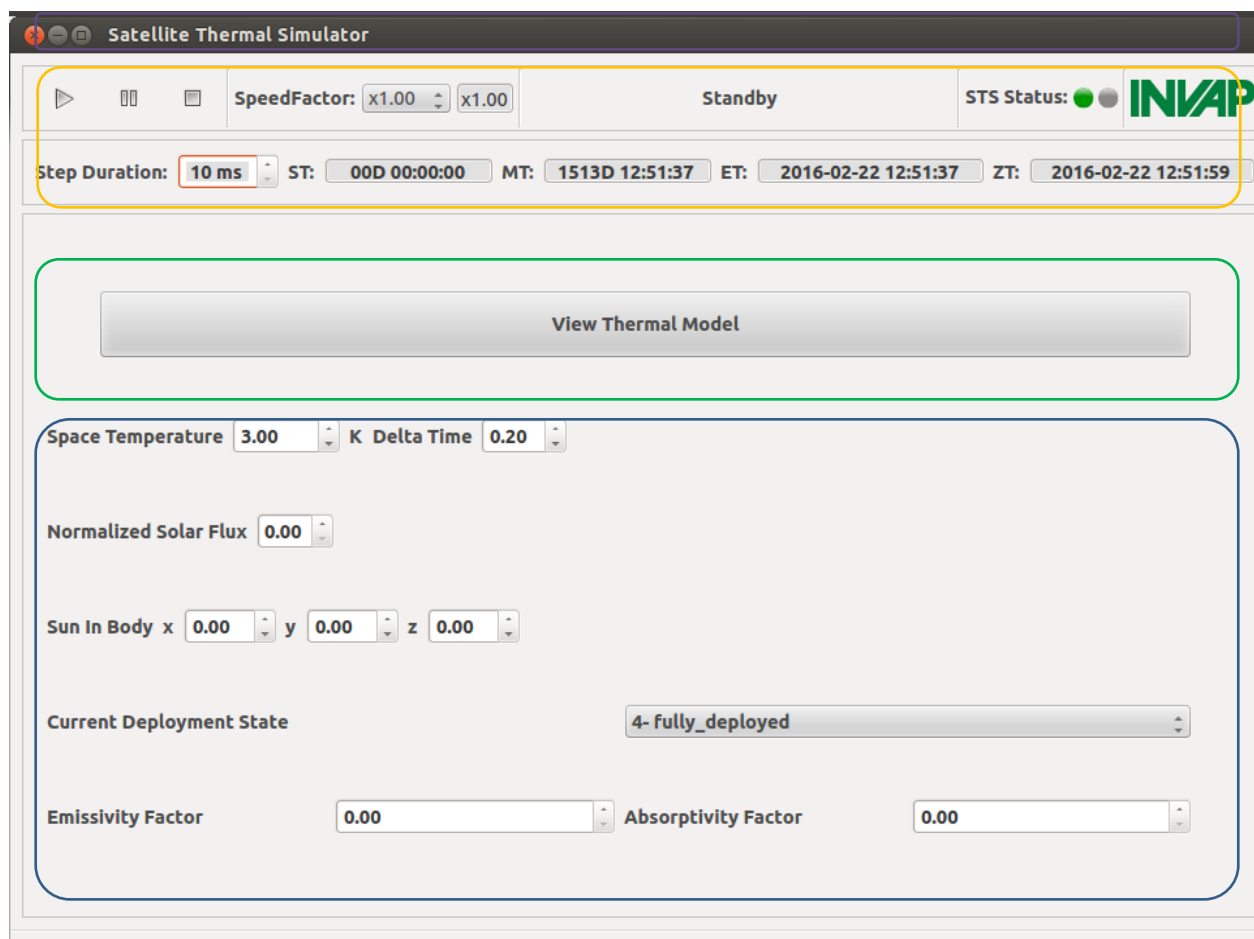 Satellite Thermal Simulator
SpeedFactor: x1.00 x1.00 Standby STS Status: INVAP
Step Duration: 10 ms ST: 00D 00:00:00 MT: 1513D 12:51:37 ET: 2016-02-22 12:51:37 ZT: 2016-02-22 12:51:59
View Thermal Model
Space Temperature 3.00 K Delta Time 0.20
Normalized Solar Flux 0.00
Sun In Body x 0.00 y 0.00 z 0.00
Current Deployment State 4- fully_deployed
Emissivity Factor 0.00 Absorptivity Factor 0.00